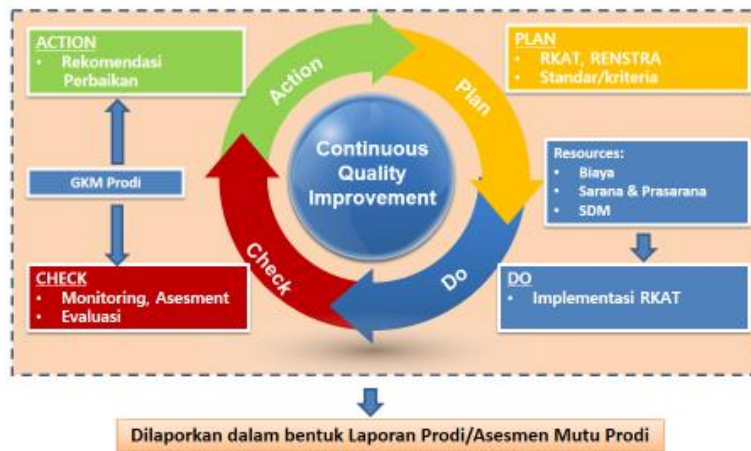 ACTION
• Rekomendasi
Perbaikan
PLAN
• RKAT, RENSTRA
• Standar/kriteria
Action
Plan
Continuous
Quality
Improvement
GKM Prodi
Resources:
• Biaya
• Sarana & Prasarana
• SDM
Check
Do
CHECK
• Monitoring, Asesment
• Evaluasi
DO
• Implementasi RKAT
Dilaporkan dalam bentuk Laporan Prodi/Asesmen Mutu Prodi